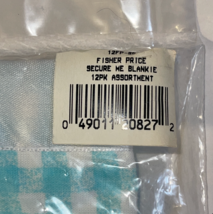 FISHER PRICE
SECURE ME BLANKIE
12PK ASSORTMENT
0 49011 20827 2